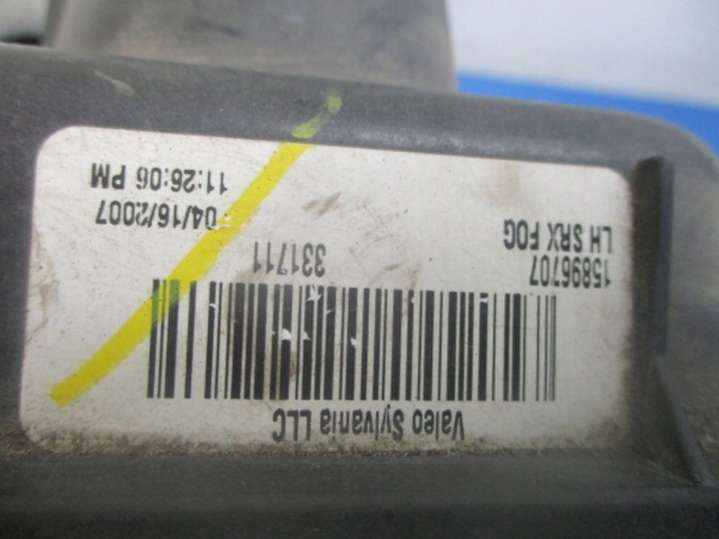 Valeo Sylvania LLC
331711
15896707
LH SRX FOG
04/16/2007
11:26:06 PM